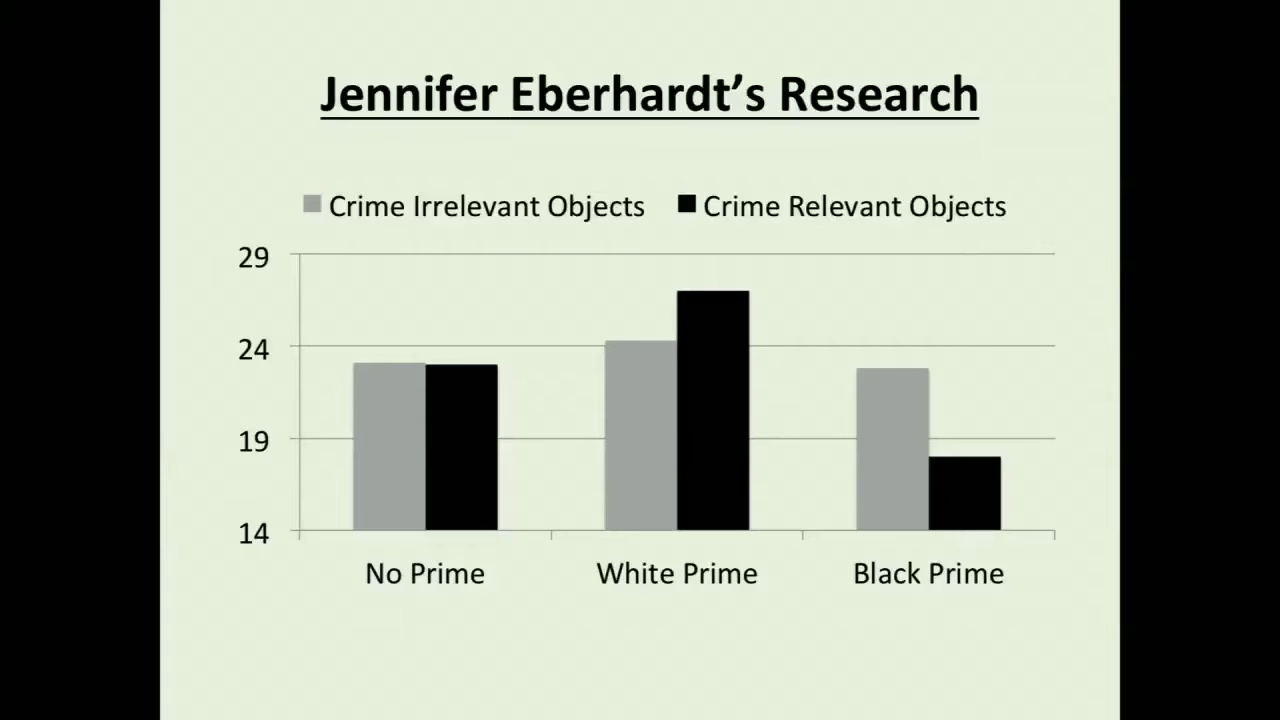 Jennifer Eberhardt’s Research
Crime Irrelevant Objects Crime Relevant Objects
29
24
19
14
No Prime White Prime Black Prime